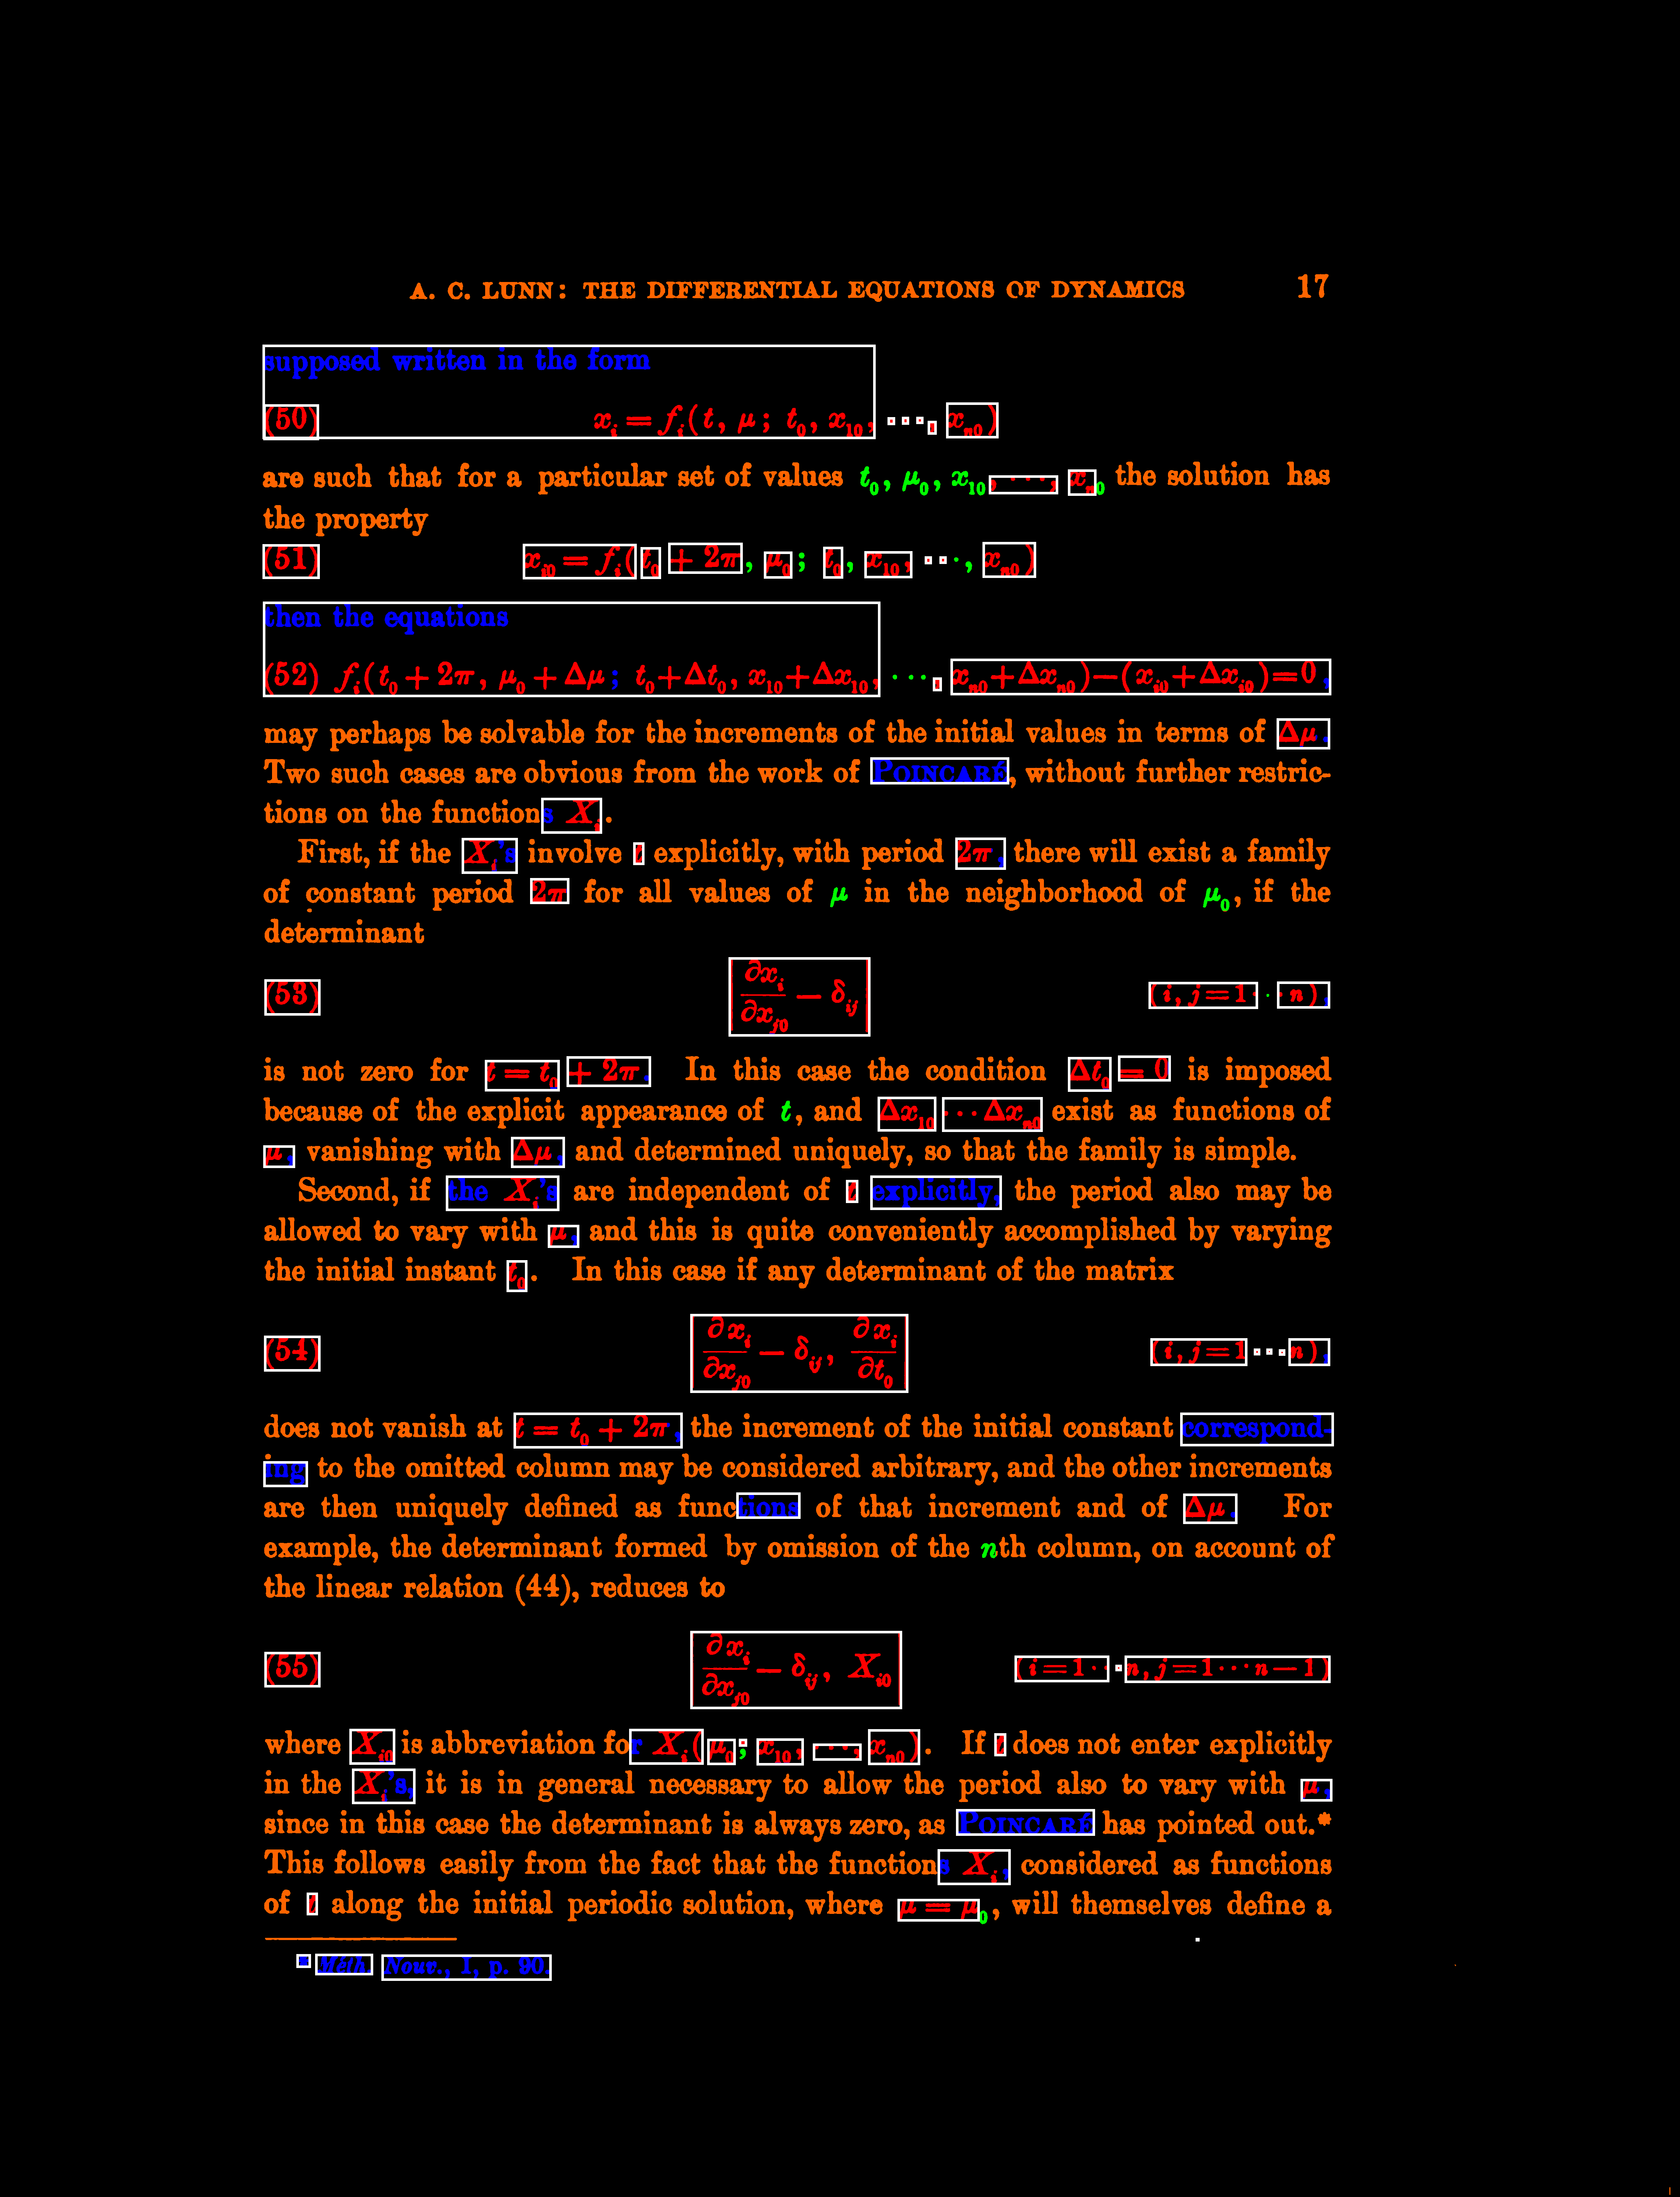 A. C. LUNN: THE DIFFERENTIAL EQUATIONS OF DYNAMICS 17
supposed written in the form
(50) x_i = f_i(t, μ; t_0, x_10, ···, x_n0)
are such that for a particular set of values t_0, μ_0, x_10, ···, x_n0 the solution has
the property
(51) x_i0 = f_i(t_0 + 2π, μ_0; t_0, x_10, ···, x_n0)
then the equations
(52) f_i(t_0 + 2π, μ_0 + Δμ; t_0 + Δt_0, x_10 + Δx_10, ···, x_n0 + Δx_n0) − (x_i0 + Δx_i0) = 0,
may perhaps be solvable for the increments of the initial values in terms of Δμ.
Two such cases are obvious from the work of POINCARÉ, without further restric-
tions on the functions X_i.
First, if the X_i's involve t explicitly, with period 2π, there will exist a family
of constant period 2π for all values of μ in the neighborhood of μ_0, if the
determinant
(53) | ∂x_i/∂x_j0 − δ_ij | (i, j = 1 ··· n),
is not zero for t = t_0 + 2π. In this case the condition Δt_0 = 0 is imposed
because of the explicit appearance of t, and Δx_10 ··· Δx_n0 exist as functions of
μ, vanishing with Δμ, and determined uniquely, so that the family is simple.
Second, if the X_i's are independent of t explicitly, the period also may be
allowed to vary with μ, and this is quite conveniently accomplished by varying
the initial instant t_0. In this case if any determinant of the matrix
(54) | ∂x_i/∂x_j0 − δ_ij, ∂x_i/∂t_0 | (i, j = 1 ··· n),
does not vanish at t = t_0 + 2π, the increment of the initial constant correspond-
ing to the omitted column may be considered arbitrary, and the other increments
are then uniquely defined as functions of that increment and of Δμ. For
example, the determinant formed by omission of the nth column, on account of
the linear relation (44), reduces to
(55) | ∂x_i/∂x_j0 − δ_ij, X_i0 | (i = 1 ··· n, j = 1 ··· n − 1)
where X_i0 is abbreviation for X_i(μ_0; x_10, ···, x_n0). If t does not enter explicitly
in the X_i's, it is in general necessary to allow the period also to vary with μ,
since in this case the determinant is always zero, as POINCARÉ has pointed out.*
This follows easily from the fact that the functions X_i, considered as functions
of t along the initial periodic solution, where μ = μ_0, will themselves define a
* Méth. Nouv., I, p. 90.